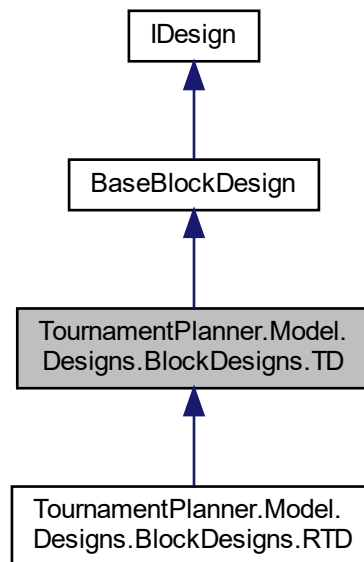 IDesign
BaseBlockDesign
TournamentPlanner.Model.
Designs.BlockDesigns.TD
TournamentPlanner.Model.
Designs.BlockDesigns.RTD